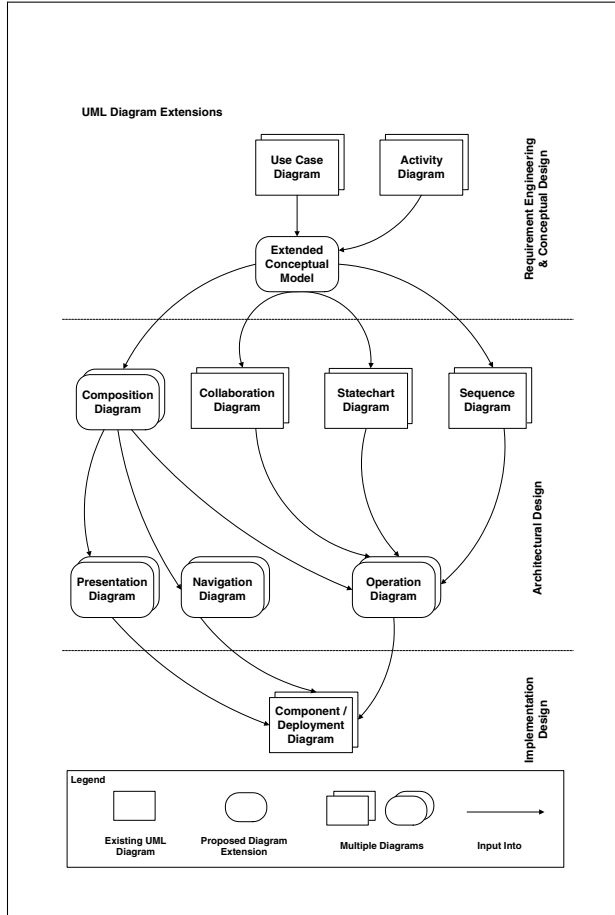 UML Diagram Extensions
Use Case
Diagram
Activity
Diagram
Requirement Engineering
& Conceptual Design
Extended
Conceptual
Model
Composition
Diagram
Collaboration
Diagram
Statechart
Diagram
Sequence
Diagram
Architectural Design
Presentation
Diagram
Navigation
Diagram
Operation
Diagram
Component /
Deployment
Diagram
Implementation
Design
Legend
Existing UML
Diagram
Proposed Diagram
Extension
Multiple Diagrams
Input Into